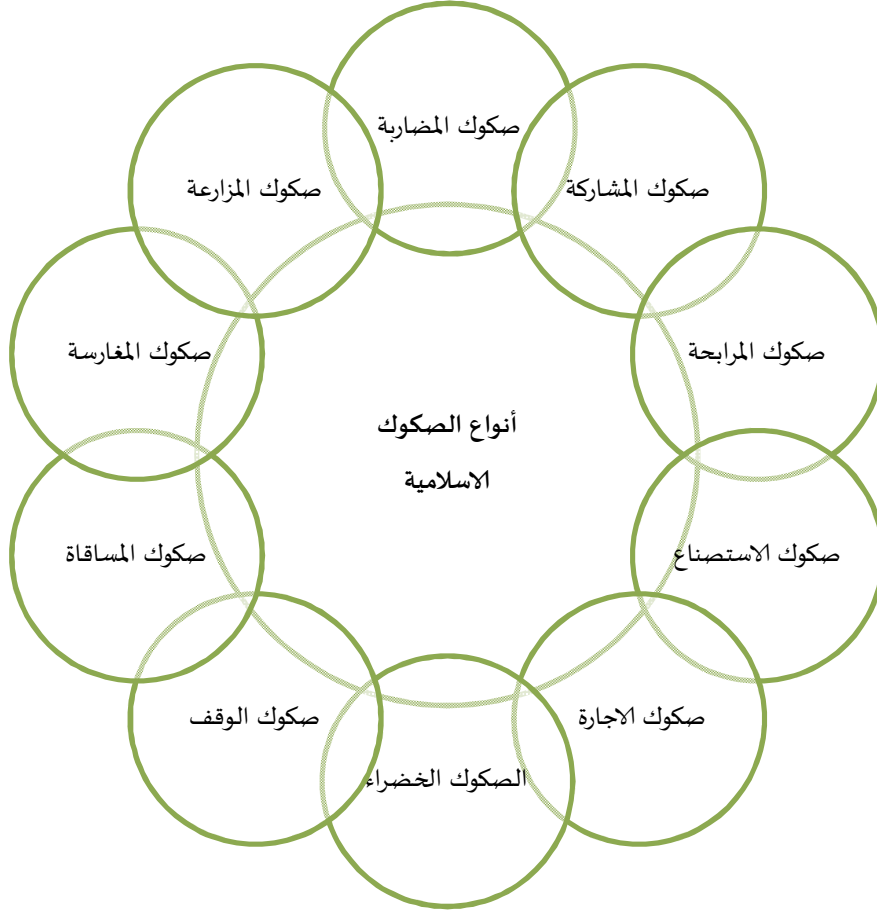 صكوك المضاربة
صكوك المشاركة
صكوك المزارعة
صكوك المرابحة
صكوك المغارسة
أنواع الصكوك
الاسلامية
صكوك الاستصناع
صكوك المساقاة
صكوك الاجارة
صكوك الوقف
الصكوك الخضراء